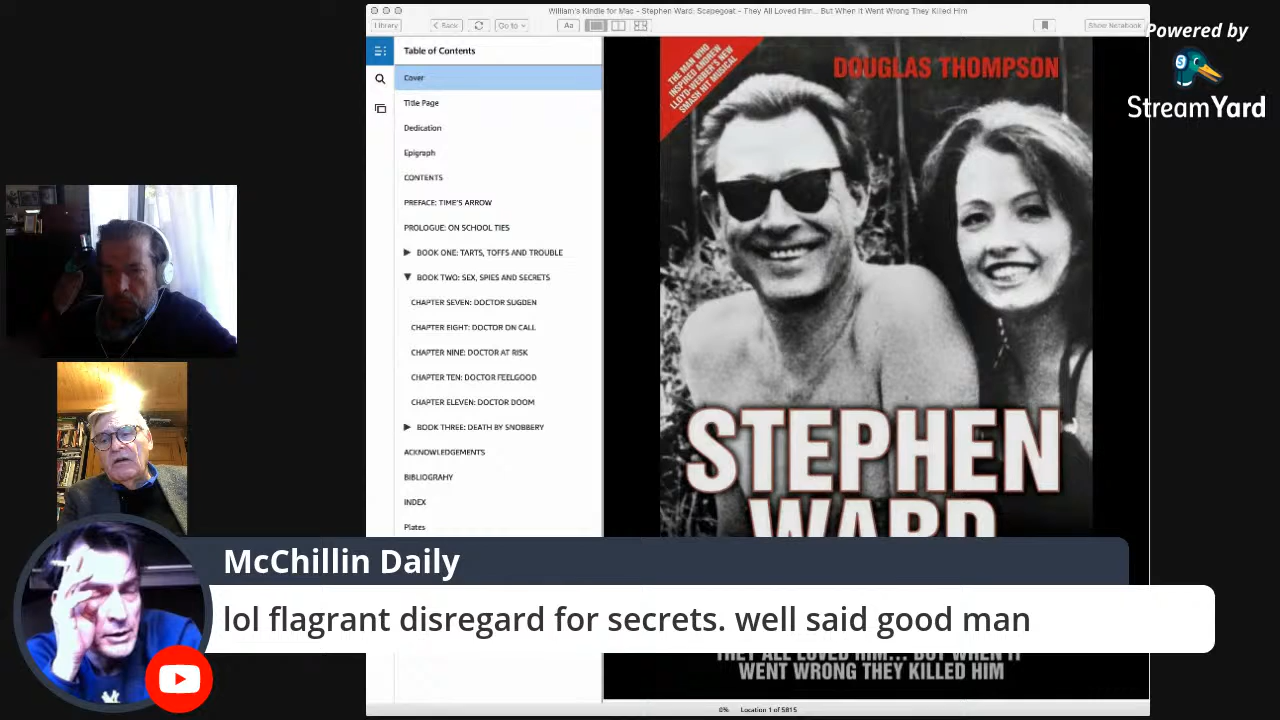 William's Kindle for Mac - Stephen Ward: Scapegoat - They All Loved Him... But When It Went Wrong They Killed Him
Library
Back
Go to
Aa
Show Notebook
Powered by
StreamYard
Table of Contents
Cover
Title Page
Dedication
Epigraph
CONTENTS
PREFACE: TIME'S ARROW
PROLOGUE: ON SCHOOL TIES
BOOK ONE: TARTS, TOFFS AND TROUBLE
BOOK TWO: SEX, SPIES AND SECRETS
CHAPTER SEVEN: DOCTOR SUGDEN
CHAPTER EIGHT: DOCTOR ON CALL
CHAPTER NINE: DOCTOR AT RISK
CHAPTER TEN: DOCTOR FEELGOOD
CHAPTER ELEVEN: DOCTOR DOOM
BOOK THREE: DEATH BY SNOBBERY
ACKNOWLEDGEMENTS
BIBLIOGRAHY
INDEX
Plates
THE MAN WHO
INSPIRED ANDREW
LLOYD-WEBBER'S NEW
SMASH HIT MUSICAL
DOUGLAS THOMPSON
STEPHEN
WARD
THEY ALL LOVED HIM... BUT WHEN IT
WENT WRONG THEY KILLED HIM
McChillin Daily
lol flagrant disregard for secrets. well said good man
0%
Location 1 of 5815